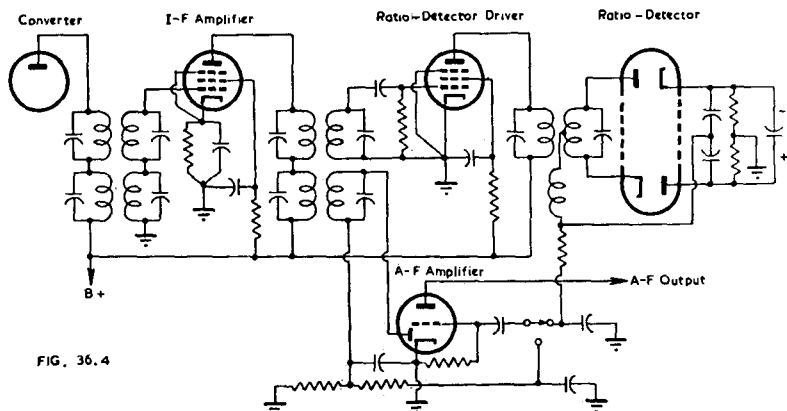 Converter
I-F Amplifier
Ratio-Detector Driver
Ratio-Detector
-
+
B+
A-F Amplifier
A-F Output
FIG. 36.4